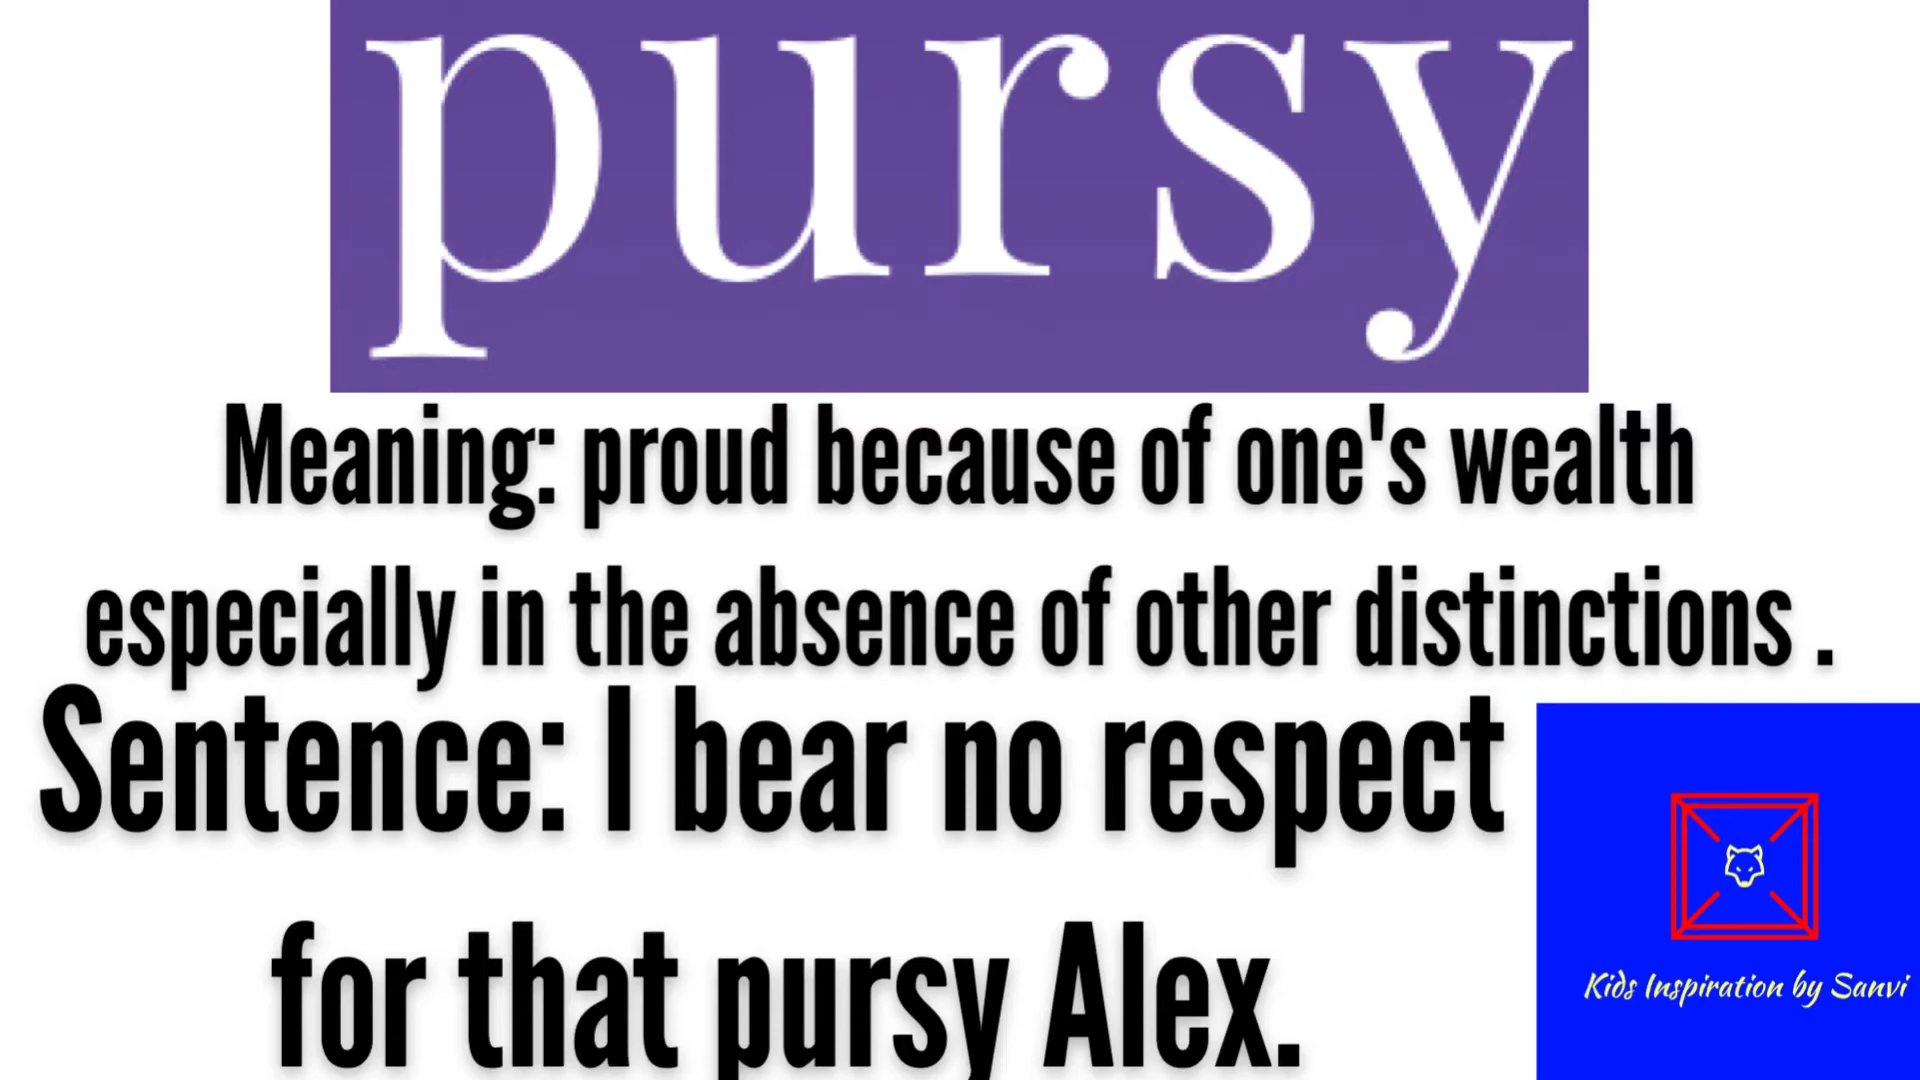 pursy
Meaning: proud because of one's wealth
especially in the absence of other distinctions .
Sentence: I bear no respect
for that pursy Alex.
Kids Inspiration by Sanvi